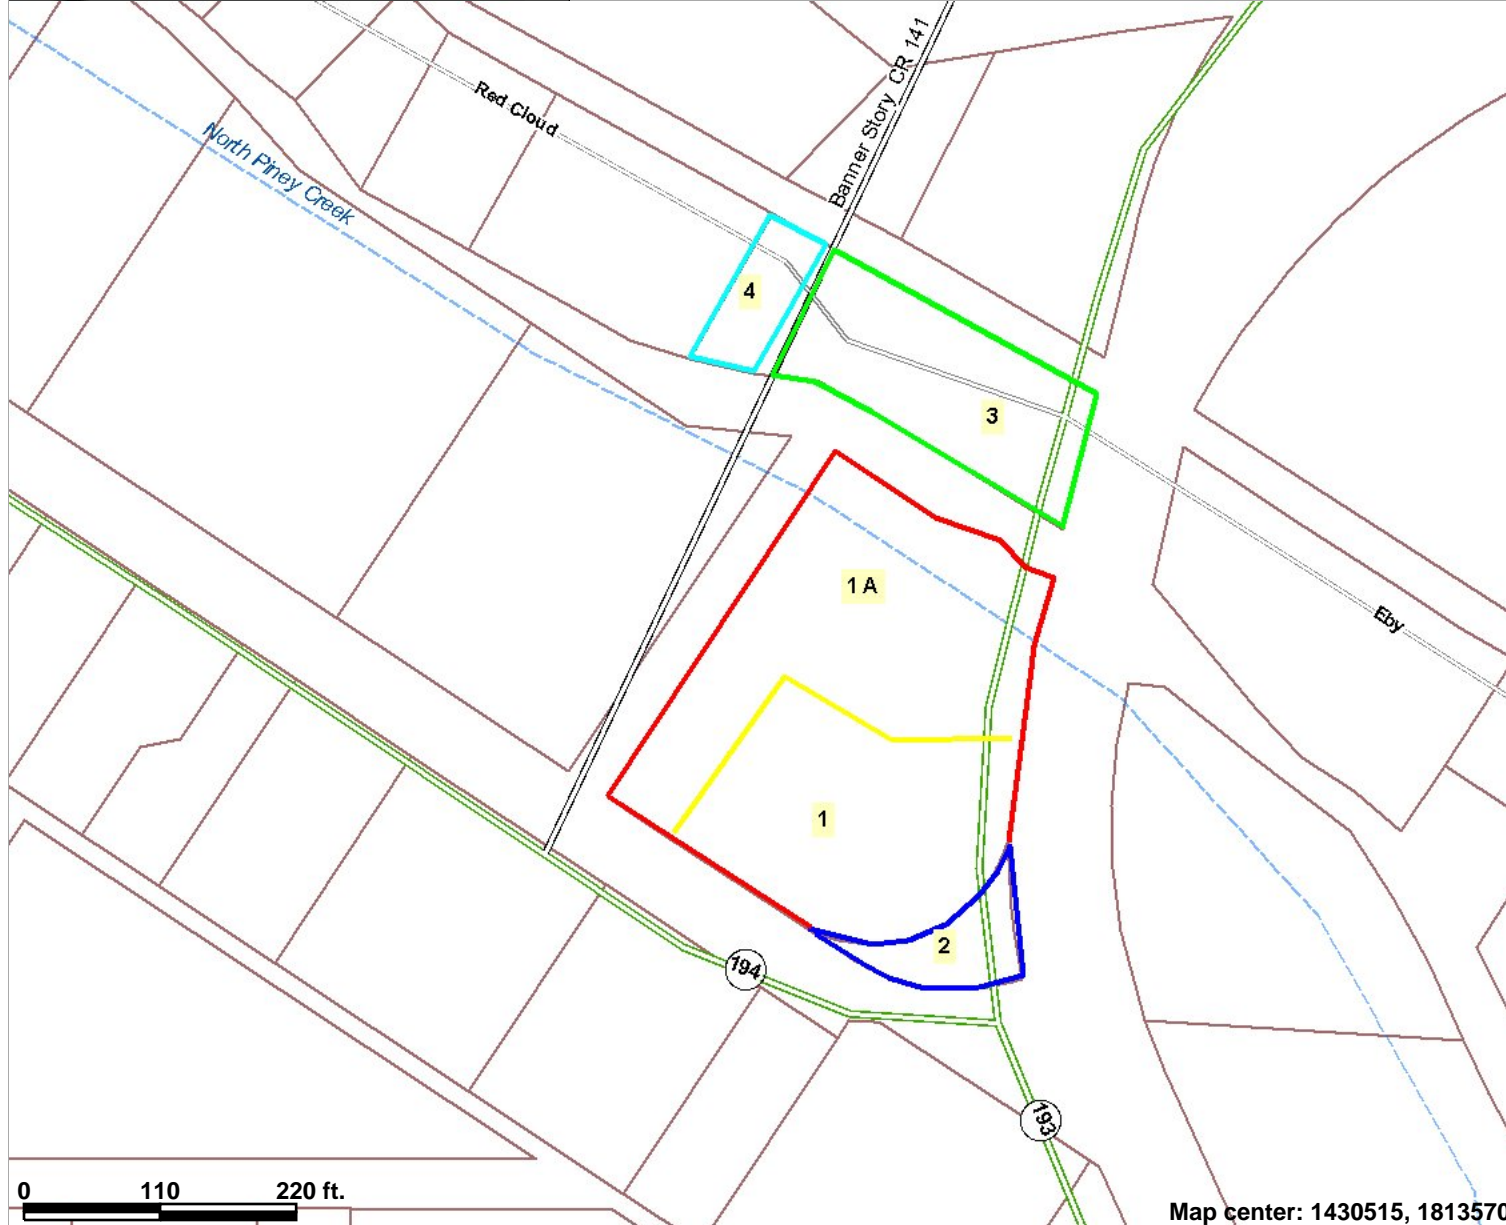 Banner Story CR 141
Red Cloud
North Piney Creek
4
3
1 A
Eby
1
2
194
193
0 110 220 ft.
Map center: 1430515, 1813570